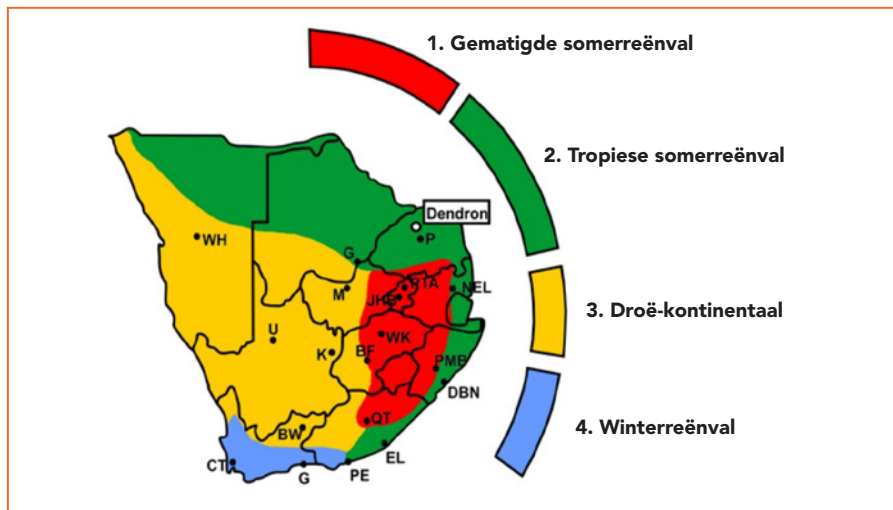 1. Gematigde somerreënval
2. Tropiese somerreënval
Dendron
P
WH
G
PTA
NEL
M
JHB
U
WK
K
BF
PMB
3. Droë-kontinentaal
DBN
QT
BW
4. Winterreënval
EL
CT
G
PE